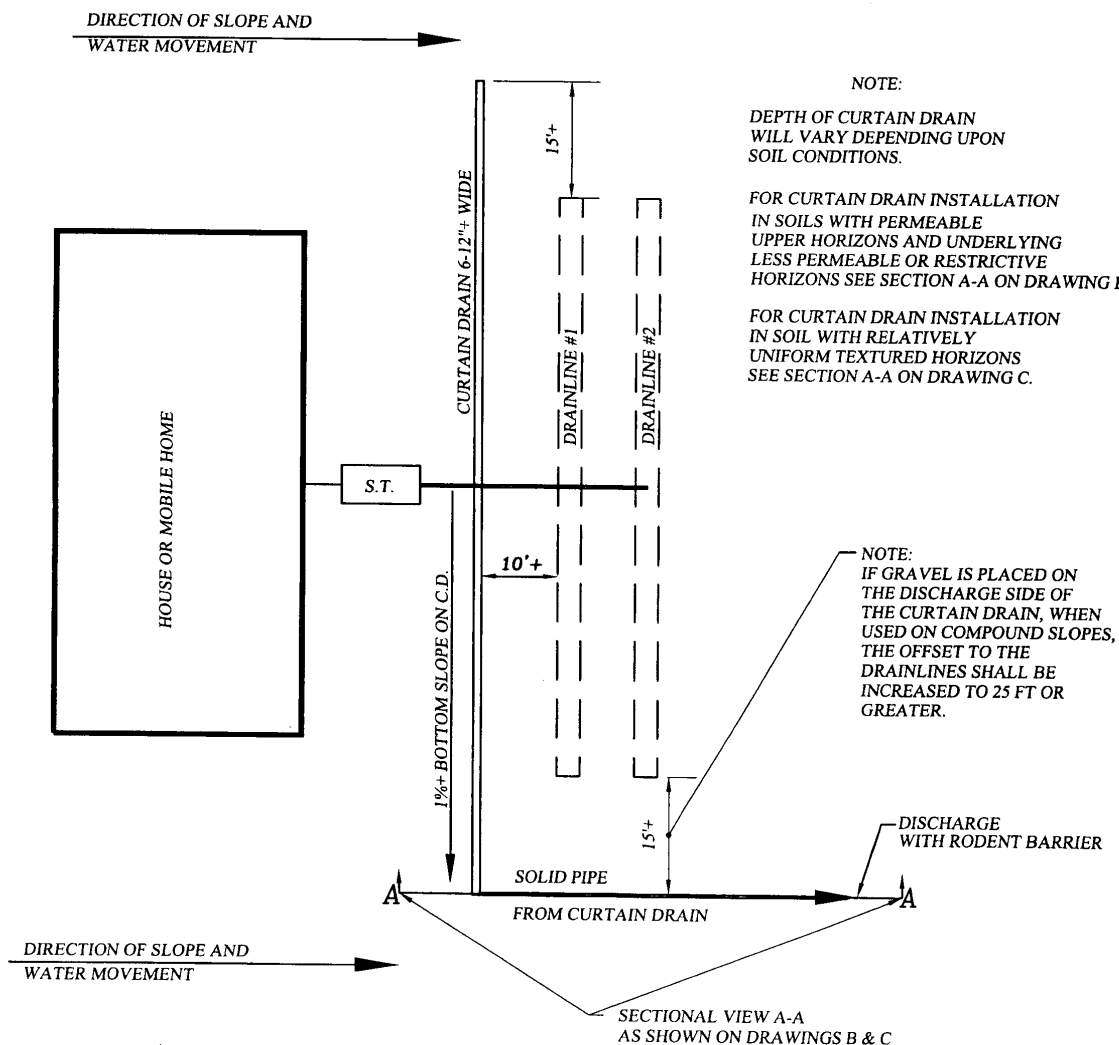 DIRECTION OF SLOPE AND
WATER MOVEMENT
NOTE:
DEPTH OF CURTAIN DRAIN
WILL VARY DEPENDING UPON
SOIL CONDITIONS.
FOR CURTAIN DRAIN INSTALLATION
IN SOILS WITH PERMEABLE
UPPER HORIZONS AND UNDERLYING
LESS PERMEABLE OR RESTRICTIVE
HORIZONS SEE SECTION A-A ON DRAWING
FOR CURTAIN DRAIN INSTALLATION
IN SOIL WITH RELATIVELY
UNIFORM TEXTURED HORIZONS
SEE SECTION A-A ON DRAWING C.
15'+
CURTAIN DRAIN 6-12"+ WIDE
DRAINLINE #1
DRAINLINE #2
HOUSE OR MOBILE HOME
S.T.
10'+
1%+ BOTTOM SLOPE ON C.D.
NOTE:
IF GRAVEL IS PLACED ON
THE DISCHARGE SIDE OF
THE CURTAIN DRAIN, WHEN
USED ON COMPOUND SLOPES,
THE OFFSET TO THE
DRAINLINES SHALL BE
INCREASED TO 25 FT OR
GREATER.
15'+
DISCHARGE
WITH RODENT BARRIER
A
SOLID PIPE
FROM CURTAIN DRAIN
A
DIRECTION OF SLOPE AND
WATER MOVEMENT
SECTIONAL VIEW A-A
AS SHOWN ON DRAWINGS B & C